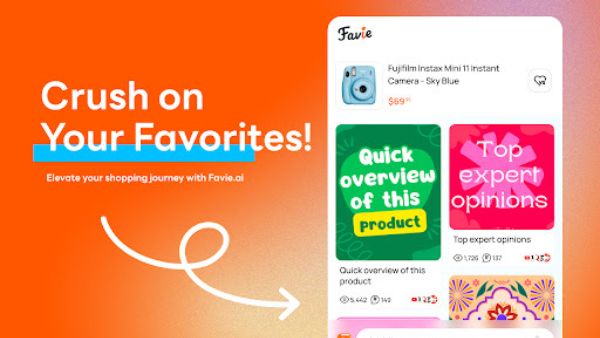 Crush on
Your Favorites!
Elevate your shopping journey with Favie.ai
Favie
Fujifilm Instax Mini 11 Instant
Camera - Sky Blue
$69
Quick
overview
of this
product
Quick overview of this
product
5,442 149
Top
expert
opinions
Top expert opinions
1,726 137